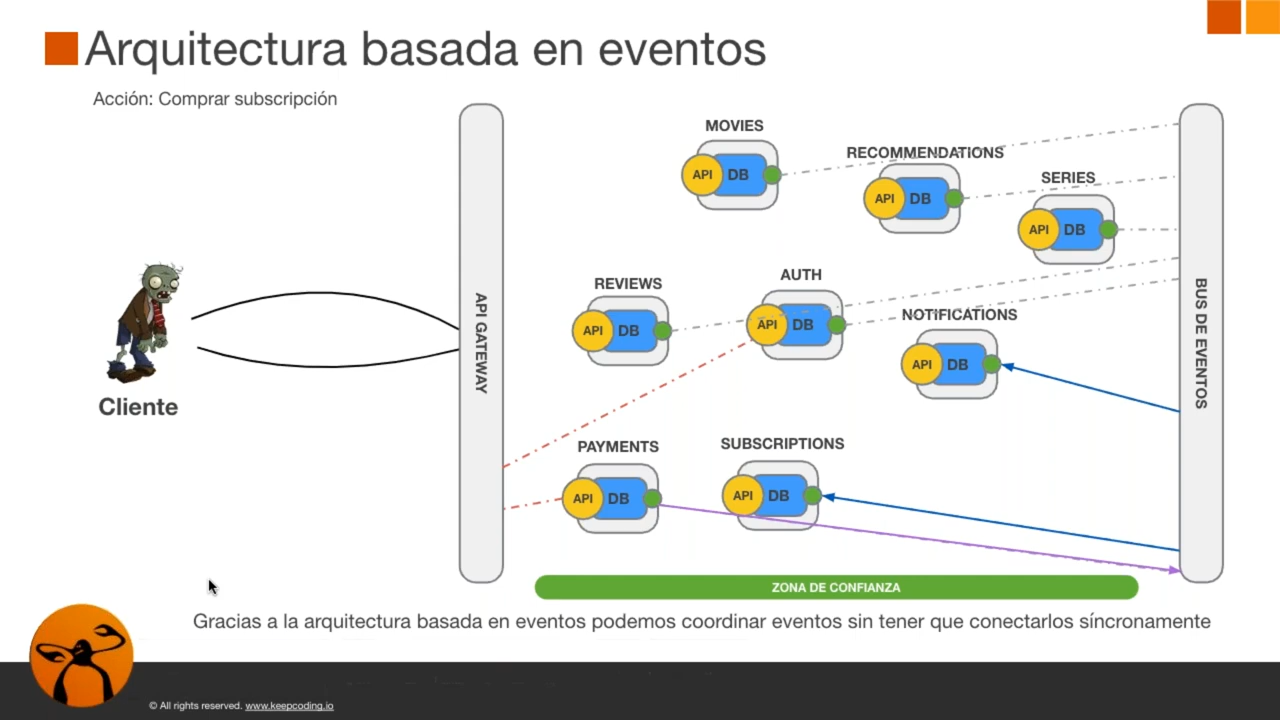 Arquitectura basada en eventos
Acción: Comprar subscripción
MOVIES
API DB
RECOMMENDATIONS
API DB
SERIES
API DB
REVIEWS
API DB
AUTH
API DB
NOTIFICATIONS
API DB
API GATEWAY
BUS DE EVENTOS
Cliente
PAYMENTS
API DB
SUBSCRIPTIONS
API DB
ZONA DE CONFIANZA
Gracias a la arquitectura basada en eventos podemos coordinar eventos sin tener que conectarlos síncronamente
© All rights reserved. www.keepcoding.io